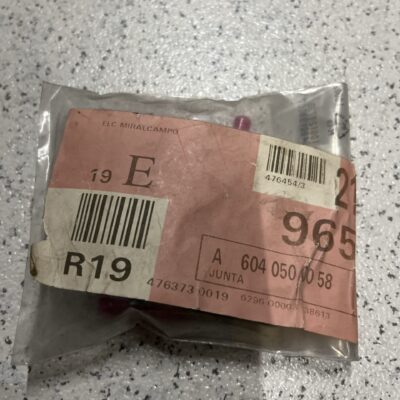 ELC MIRALCAMPO
19 E
476454/3
965
R19
A 604 050 00 58
JUNTA
476373 0019